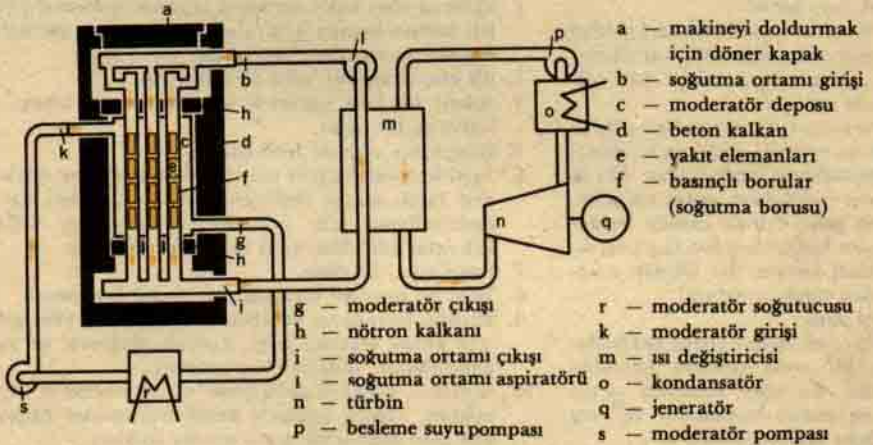 a
b
l
p
a — makineyi doldurmak
için döner kapak
b — soğutma ortamı girişi
c — moderatör deposu
d — beton kalkan
e — yakıt elemanları
f — basınçlı borular
(soğutma borusu)
h
c
d
k
e
f
m
o
n
q
g
h
i
r
s
g — moderatör çıkışı
h — nötron kalkanı
i — soğutma ortamı çıkışı
l — soğutma ortamı aspiratörü
n — türbin
p — besleme suyu pompası
r — moderatör soğutucusu
k — moderatör girişi
m — ısı değiştiricisi
o — kondansatör
q — jeneratör
s — moderatör pompası